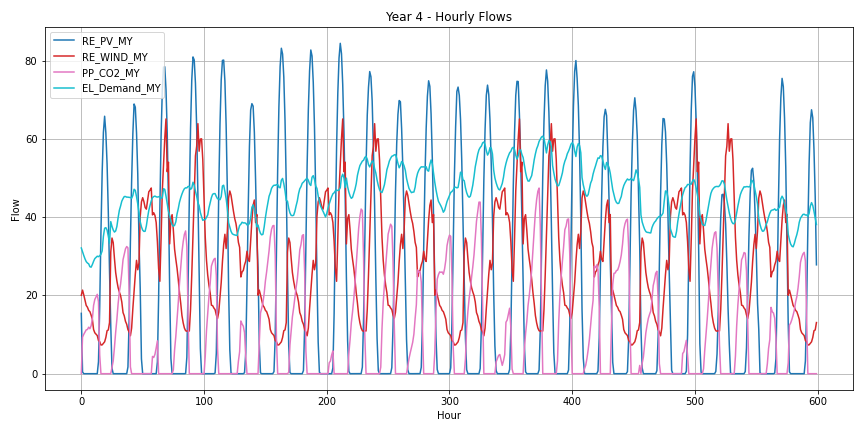 Year 4 - Hourly Flows
RE_PV_MY
RE_WIND_MY
PP_CO2_MY
EL_Demand_MY
Flow
80
60
40
20
0
0 100 200 300 400 500 600
Hour